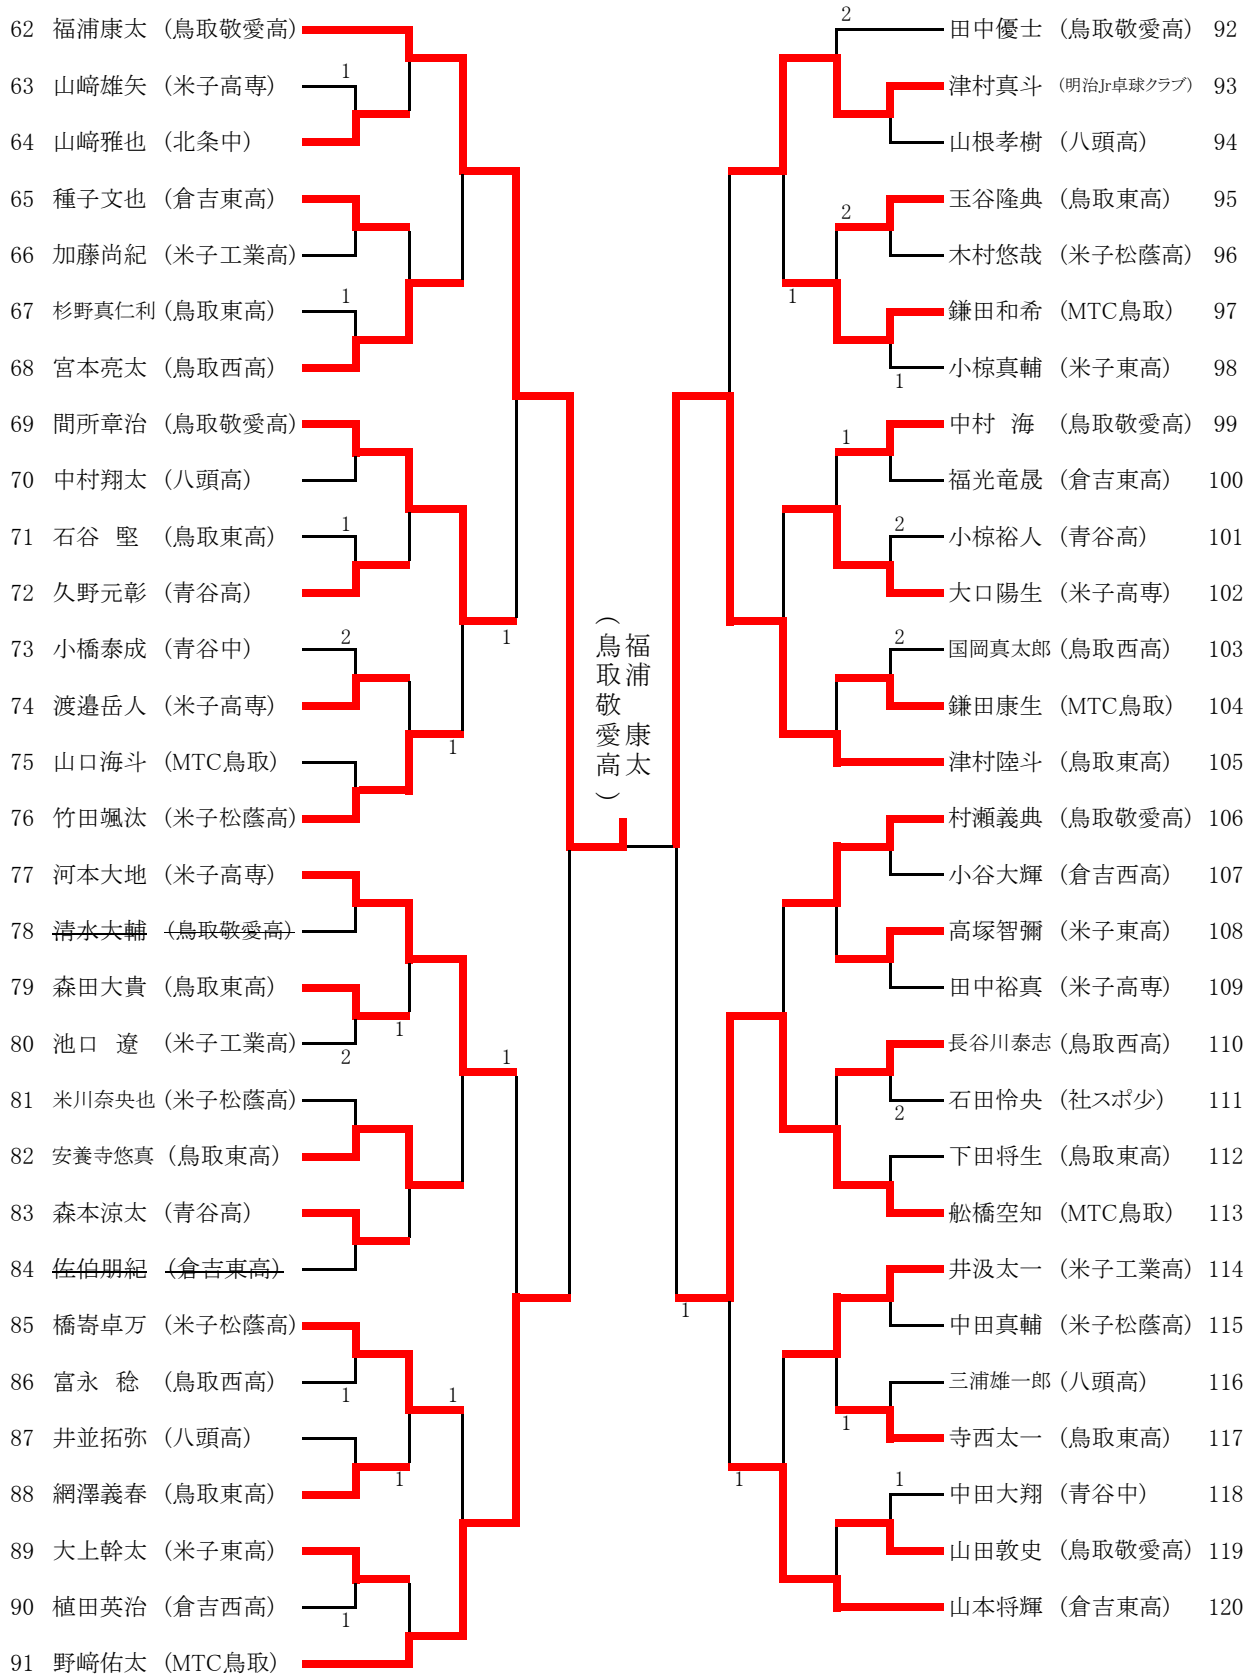 62 福浦康太 (鳥取敬愛高)
63 山﨑雄矢 (米子高専)
1
64 山﨑雅也 (北条中)
65 種子文也 (倉吉東高)
66 加藤尚紀 (米子工業高)
67 杉野真仁利 (鳥取東高)
1
68 宮本亮太 (鳥取西高)
69 間所章治 (鳥取敬愛高)
70 中村翔太 (八頭高)
71 石谷 堅 (鳥取東高)
1
72 久野元彰 (青谷高)
73 小橋泰成 (青谷中)
2
1
74 渡邉岳人 (米子高専)
1
75 山口海斗 (MTC鳥取)
76 竹田颯汰 (米子松蔭高)
77 河本大地 (米子高専)
78 清水大輔 (鳥取敬愛高)
79 森田大貴 (鳥取東高)
1
80 池口 遼 (米子工業高)
2
1
81 米川奈央也 (米子松蔭高)
82 安養寺悠真 (鳥取東高)
83 森本涼太 (青谷高)
84 佐伯朋紀 (倉吉東高)
85 橋寄卓万 (米子松蔭高)
86 富永 稔 (鳥取西高)
1
1
87 井並拓弥 (八頭高)
1
88 網澤義春 (鳥取東高)
89 大上幹太 (米子東高)
90 植田英治 (倉吉西高)
1
91 野﨑佑太 (MTC鳥取)
福浦 康太
(鳥取敬愛高)
2
田中優士 (鳥取敬愛高) 92
津村真斗 (明治Jr卓球クラブ) 93
山根孝樹 (八頭高) 94
2
玉谷隆典 (鳥取東高) 95
木村悠哉 (米子松蔭高) 96
1
鎌田和希 (MTC鳥取) 97
小椋真輔 (米子東高) 98
1
1
中村 海 (鳥取敬愛高) 99
福光竜晟 (倉吉東高) 100
2
小椋裕人 (青谷高) 101
大口陽生 (米子高専) 102
2
国岡真太郎 (鳥取西高) 103
鎌田康生 (MTC鳥取) 104
津村陸斗 (鳥取東高) 105
村瀬義典 (鳥取敬愛高) 106
小谷大輝 (倉吉西高) 107
高塚智彌 (米子東高) 108
田中裕真 (米子高専) 109
長谷川泰志 (鳥取西高) 110
石田怜央 (社スポ少) 111
2
下田将生 (鳥取東高) 112
舩橋空知 (MTC鳥取) 113
井汲太一 (米子工業高) 114
1
中田真輔 (米子松蔭高) 115
三浦雄一郎 (八頭高) 116
1
寺西太一 (鳥取東高) 117
1
1
中田大翔 (青谷中) 118
山田敦史 (鳥取敬愛高) 119
山本将輝 (倉吉東高) 120